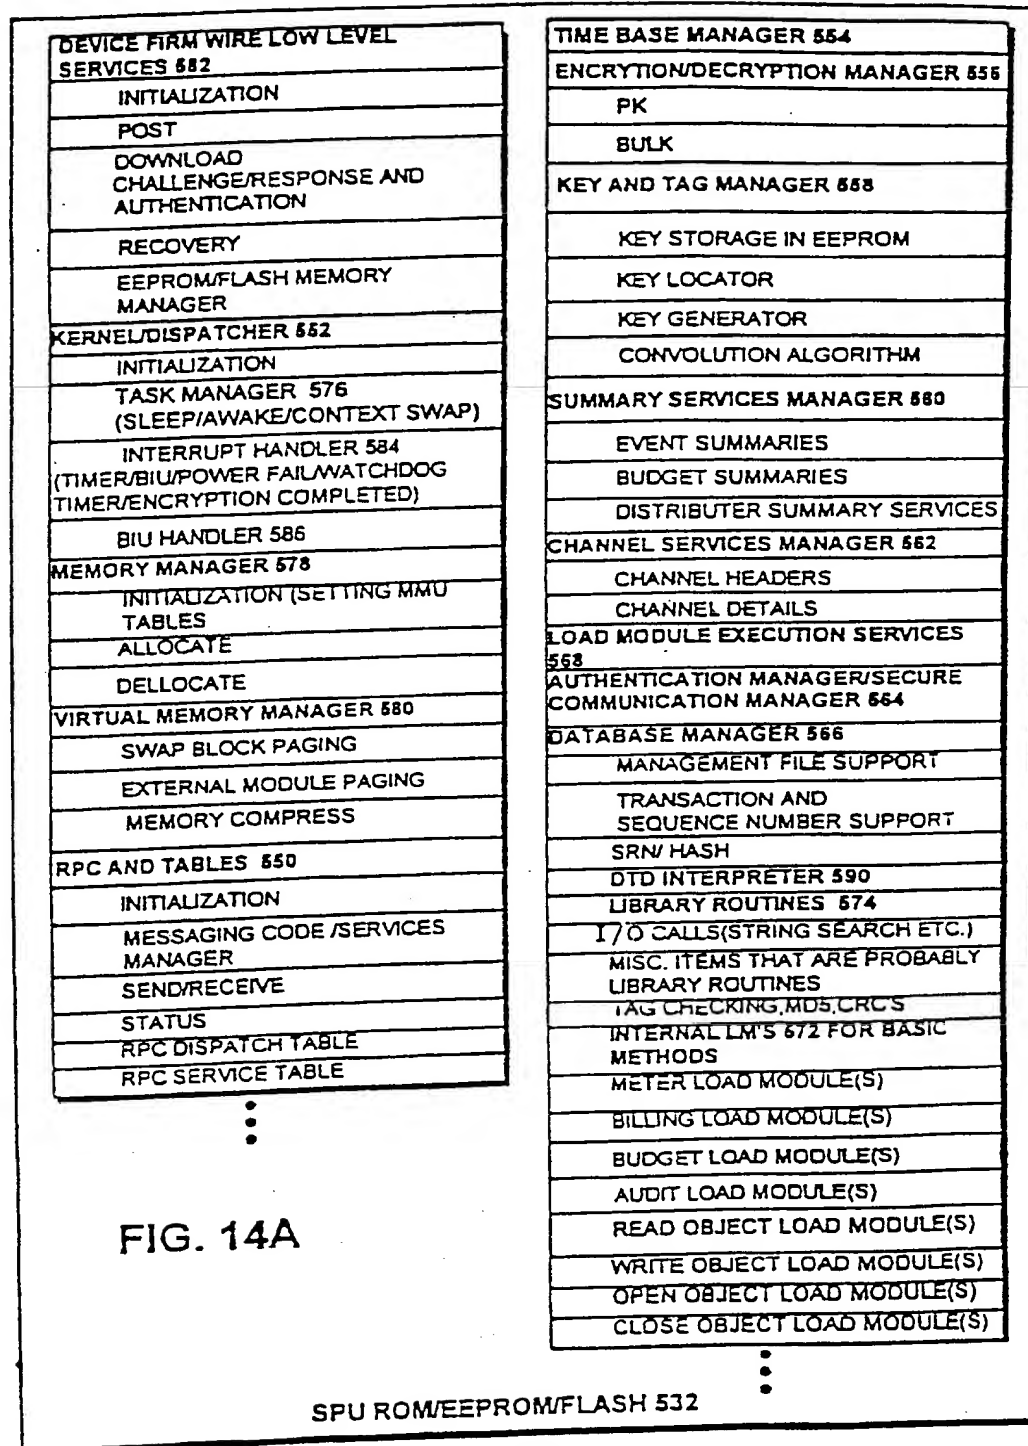 DEVICE FIRM WIRE LOW LEVEL
SERVICES 582
INITIALIZATION
POST
DOWNLOAD
CHALLENGE/RESPONSE AND
AUTHENTICATION
RECOVERY
EEPROM/FLASH MEMORY
MANAGER
KERNEL/DISPATCHER 552
INITIALIZATION
TASK MANAGER 576
(SLEEP/AWAKE/CONTEXT SWAP)
INTERRUPT HANDLER 584
(TIMER/BIU/POWER FAIL/WATCHDOG
TIMER/ENCRYPTION COMPLETED)
BIU HANDLER 586
MEMORY MANAGER 578
INITIALIZATION (SETTING MMU
TABLES
ALLOCATE
DELLOCATE
VIRTUAL MEMORY MANAGER 580
SWAP BLOCK PAGING
EXTERNAL MODULE PAGING
MEMORY COMPRESS
RPC AND TABLES 550
INITIALIZATION
MESSAGING CODE /SERVICES
MANAGER
SEND/RECEIVE
STATUS
RPC DISPATCH TABLE
RPC SERVICE TABLE
TIME BASE MANAGER 554
ENCRYTION/DECRYPTION MANAGER 556
PK
BULK
KEY AND TAG MANAGER 558
KEY STORAGE IN EEPROM
KEY LOCATOR
KEY GENERATOR
CONVOLUTION ALGORITHM
SUMMARY SERVICES MANAGER 560
EVENT SUMMARIES
BUDGET SUMMARIES
DISTRIBUTER SUMMARY SERVICES
CHANNEL SERVICES MANAGER 562
CHANNEL HEADERS
CHANNEL DETAILS
LOAD MODULE EXECUTION SERVICES
568
AUTHENTICATION MANAGER/SECURE
COMMUNICATION MANAGER 564
DATABASE MANAGER 566
MANAGEMENT FILE SUPPORT
TRANSACTION AND
SEQUENCE NUMBER SUPPORT
SRN/ HASH
DTD INTERPRETER 590
LIBRARY ROUTINES 574
I/O CALLS(STRING SEARCH ETC.)
MISC. ITEMS THAT ARE PROBABLY
LIBRARY ROUTINES
TAG CHECKING,MD5,CRC'S
INTERNAL LM'S 572 FOR BASIC
METHODS
METER LOAD MODULE(S)
BILLING LOAD MODULE(S)
BUDGET LOAD MODULE(S)
AUDIT LOAD MODULE(S)
READ OBJECT LOAD MODULE(S)
WRITE OBJECT LOAD MODULE(S)
OPEN OBJECT LOAD MODULE(S)
CLOSE OBJECT LOAD MODULE(S)
FIG. 14A
SPU ROM/EEPROM/FLASH 532